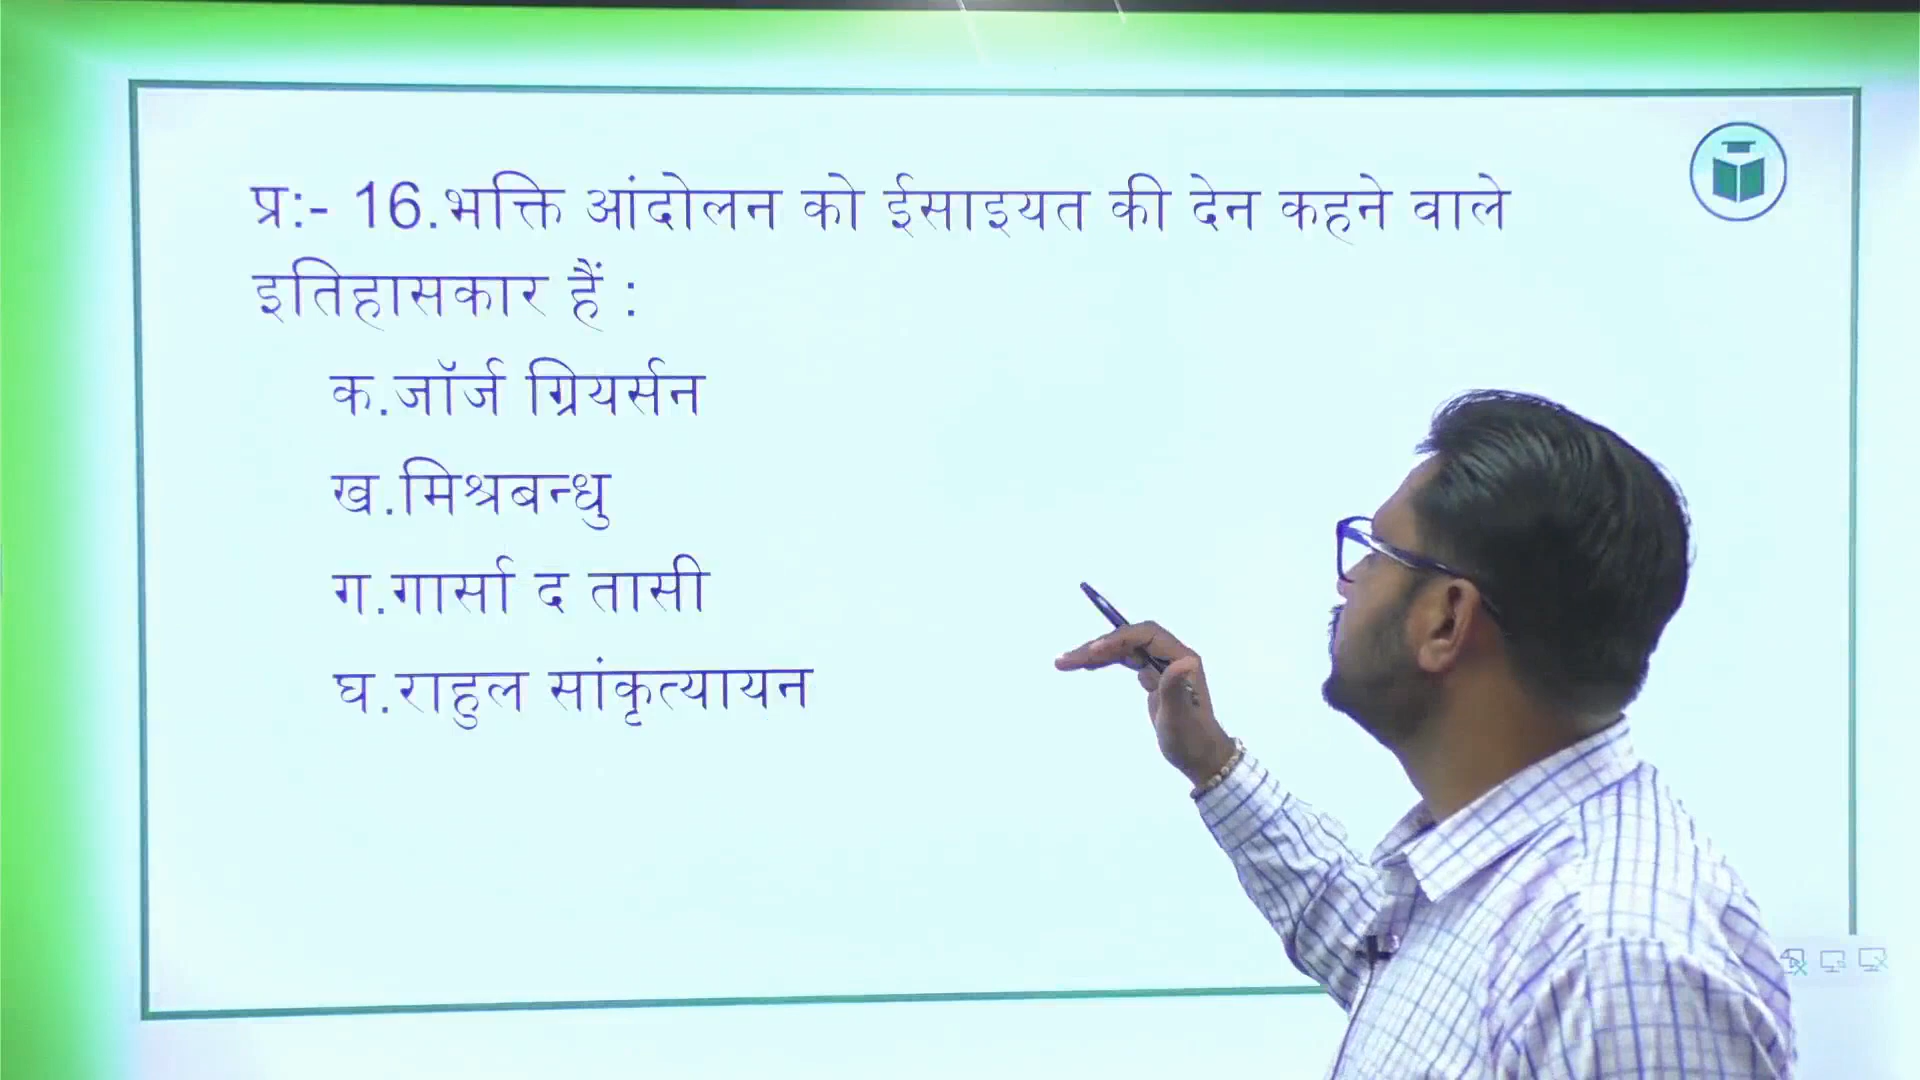 प्र:- 16.भक्ति आंदोलन को ईसाइयत की देन कहने वाले
इतिहासकार हैं :
क.जॉर्ज ग्रियर्सन
ख.मिश्रबन्धु
ग.गार्सा द तासी
घ.राहुल सांकृत्यायन